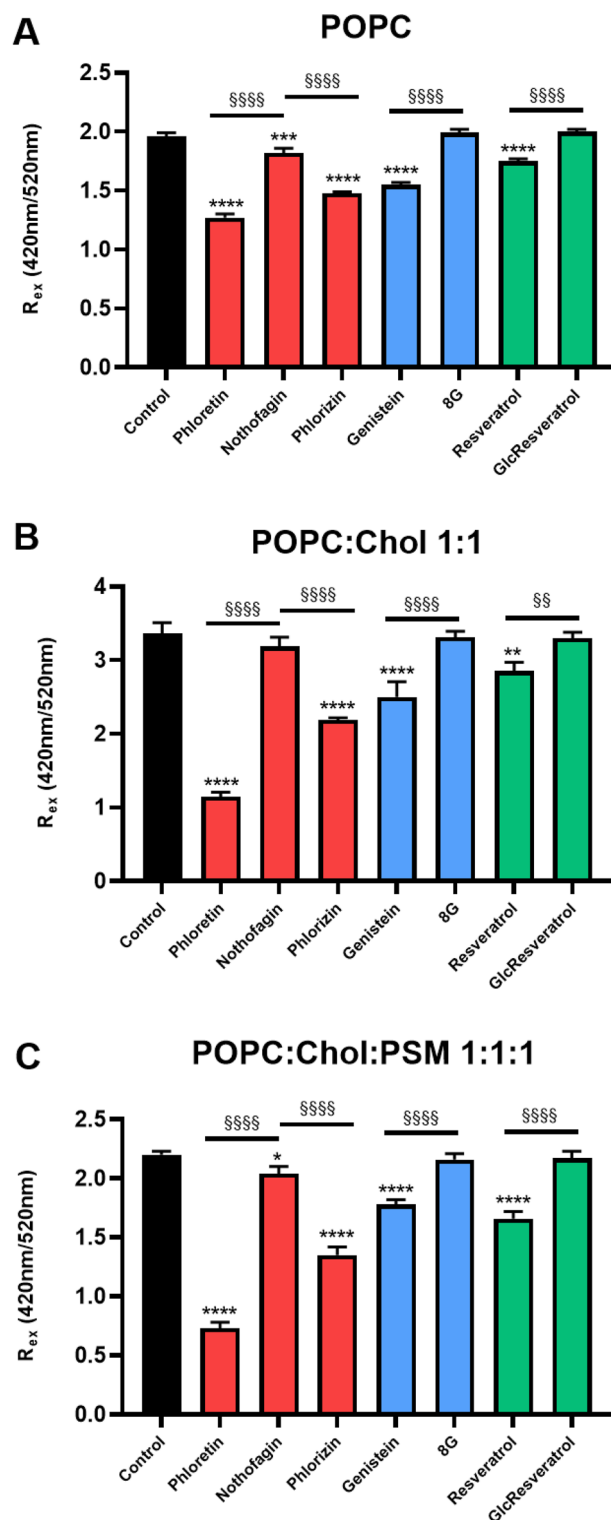 A
POPC
§§§§
§§§§
§§§§
§§§§
2.5
2.0
1.5
1.0
0.5
0.0
Rex (420nm/520nm)
****
***
****
****
****
Control
Phloretin
Nothofagin
Phlorizin
Genistein
8G
Resveratrol
GlcResveratrol
B
POPC:Chol 1:1
§§§§
§§§§
§§§§
§§
4
3
2
1
0
Rex (420nm/520nm)
****
****
****
**
Control
Phloretin
Nothofagin
Phlorizin
Genistein
8G
Resveratrol
GlcResveratrol
C
POPC:Chol:PSM 1:1:1
§§§§
§§§§
§§§§
§§§§
2.5
2.0
1.5
1.0
0.5
0.0
Rex (420nm/520nm)
****
*
****
****
****
Control
Phloretin
Nothofagin
Phlorizin
Genistein
8G
Resveratrol
GlcResveratrol